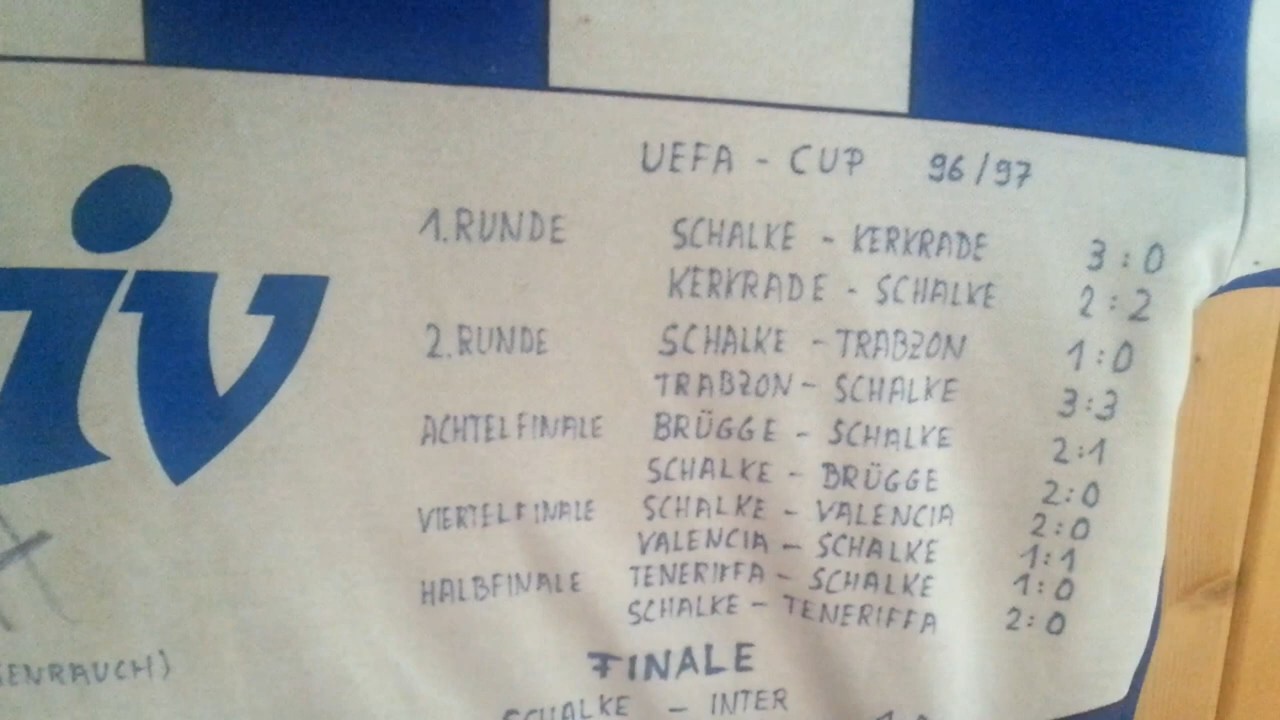 UEFA - CUP 96/97
1.RUNDE SCHALKE - KERKRADE 3:0
KERKRADE - SCHALKE 2:2
2.RUNDE SCHALKE - TRABZON 1:0
TRABZON - SCHALKE 3:3
ACHTELFINALE BRÜGGE - SCHALKE 2:1
SCHALKE - BRÜGGE 2:0
VIERTELFINALE SCHALKE - VALENCIA 2:0
VALENCIA - SCHALKE 1:1
HALBFINALE TENERIFFA - SCHALKE 1:0
SCHALKE - TENERIFFA 2:0
FINALE
SCHALKE - INTER
iv
ENRAUCH)